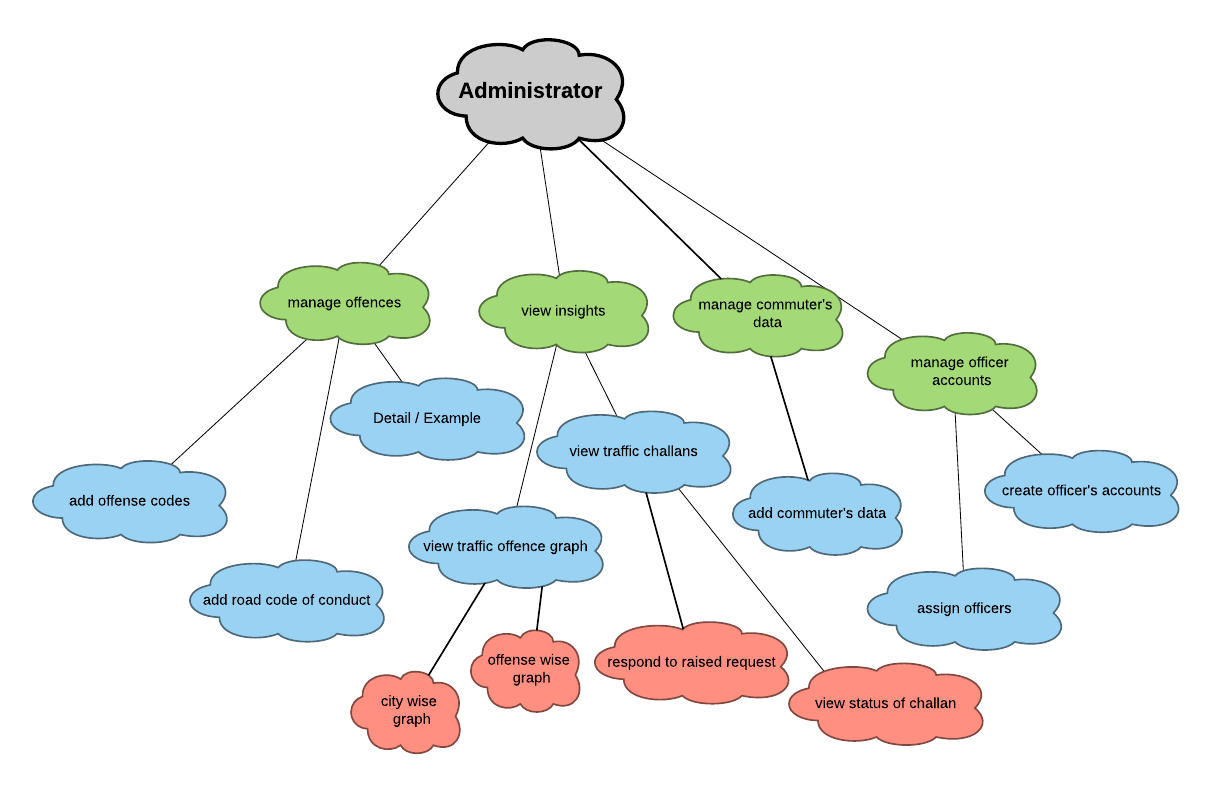 Administrator
manage offences
view insights
manage commuter's
data
manage officer
accounts
Detail / Example
view traffic challans
add offense codes
create officer's accounts
add commuter's data
view traffic offence graph
add road code of conduct
assign officers
offense wise
graph
respond to raised request
city wise
graph
view status of challan